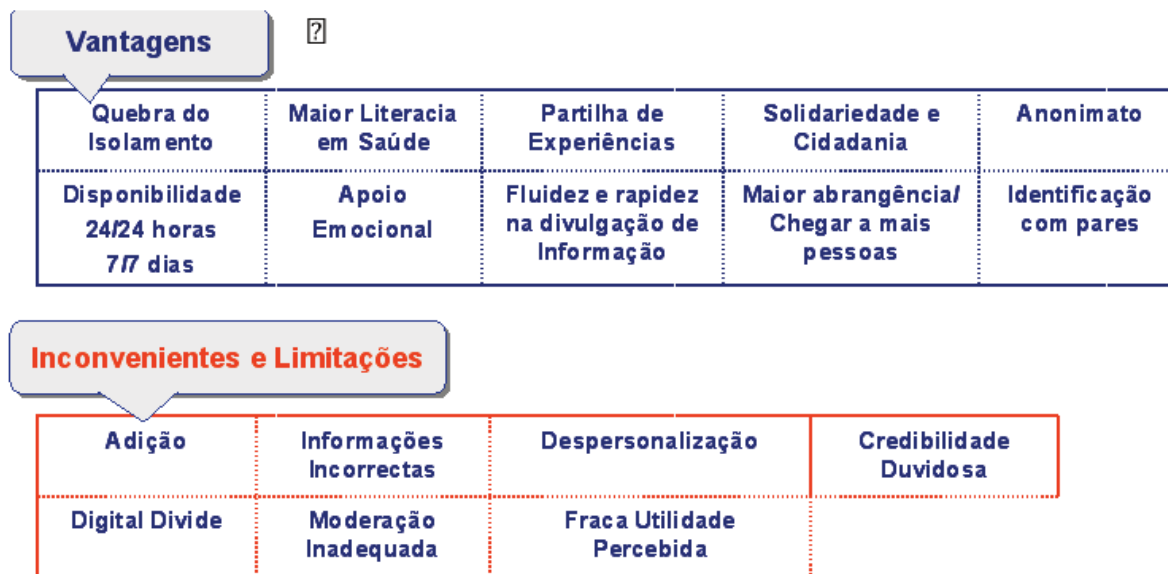 Vantagens
Quebra do
Isolamento
Maior Literacia
em Saúde
Partilha de
Experiências
Solidariedade e
Cidadania
Anonimato
Disponibilidade
24/24 horas
7/7 dias
Apoio
Emocional
Fluidez e rapidez
na divulgação de
Informação
Maior abrangência/
Chegar a mais
pessoas
Identificação
com pares
Inconvenientes e Limitações
Adição
Informações
Incorrectas
Despersonalização
Credibilidade
Duvidosa
Digital Divide
Moderação
Inadequada
Fraca Utilidade
Percebida